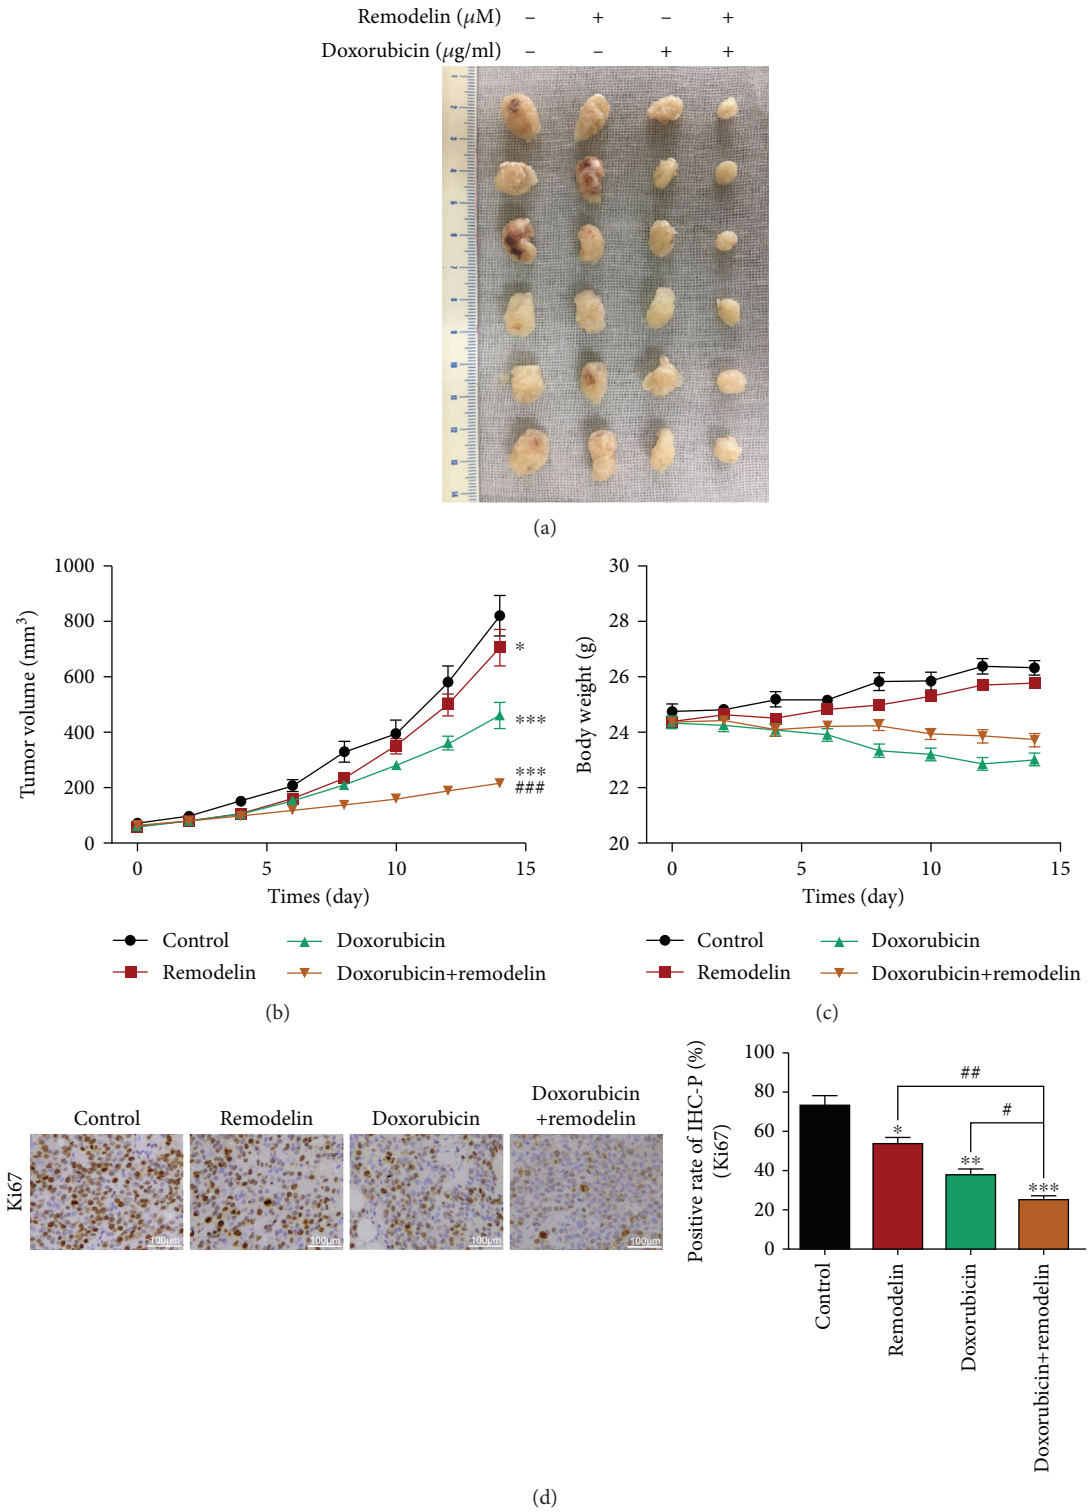 Remodelin (μM) – + – +
Doxorubicin (μg/ml) – – + +
(a)
1000
800
600
400
200
0
Tumor volume (mm³)
*
***
***
###
0 5 10 15
Times (day)
Control
Remodelin
Doxorubicin
Doxorubicin+remodelin
(b)
30
28
26
24
22
20
Body weight (g)
0 5 10 15
Times (day)
Control
Remodelin
Doxorubicin
Doxorubicin+remodelin
(c)
Control
Remodelin
Doxorubicin
Doxorubicin
+remodelin
Ki67
100μm
100μm
100μm
100μm
100
80
60
40
20
0
Positive rate of IHC-P (%)
(Ki67)
##
#
*
**
***
Control
Remodelin
Doxorubicin
Doxorubicin+remodelin
(d)